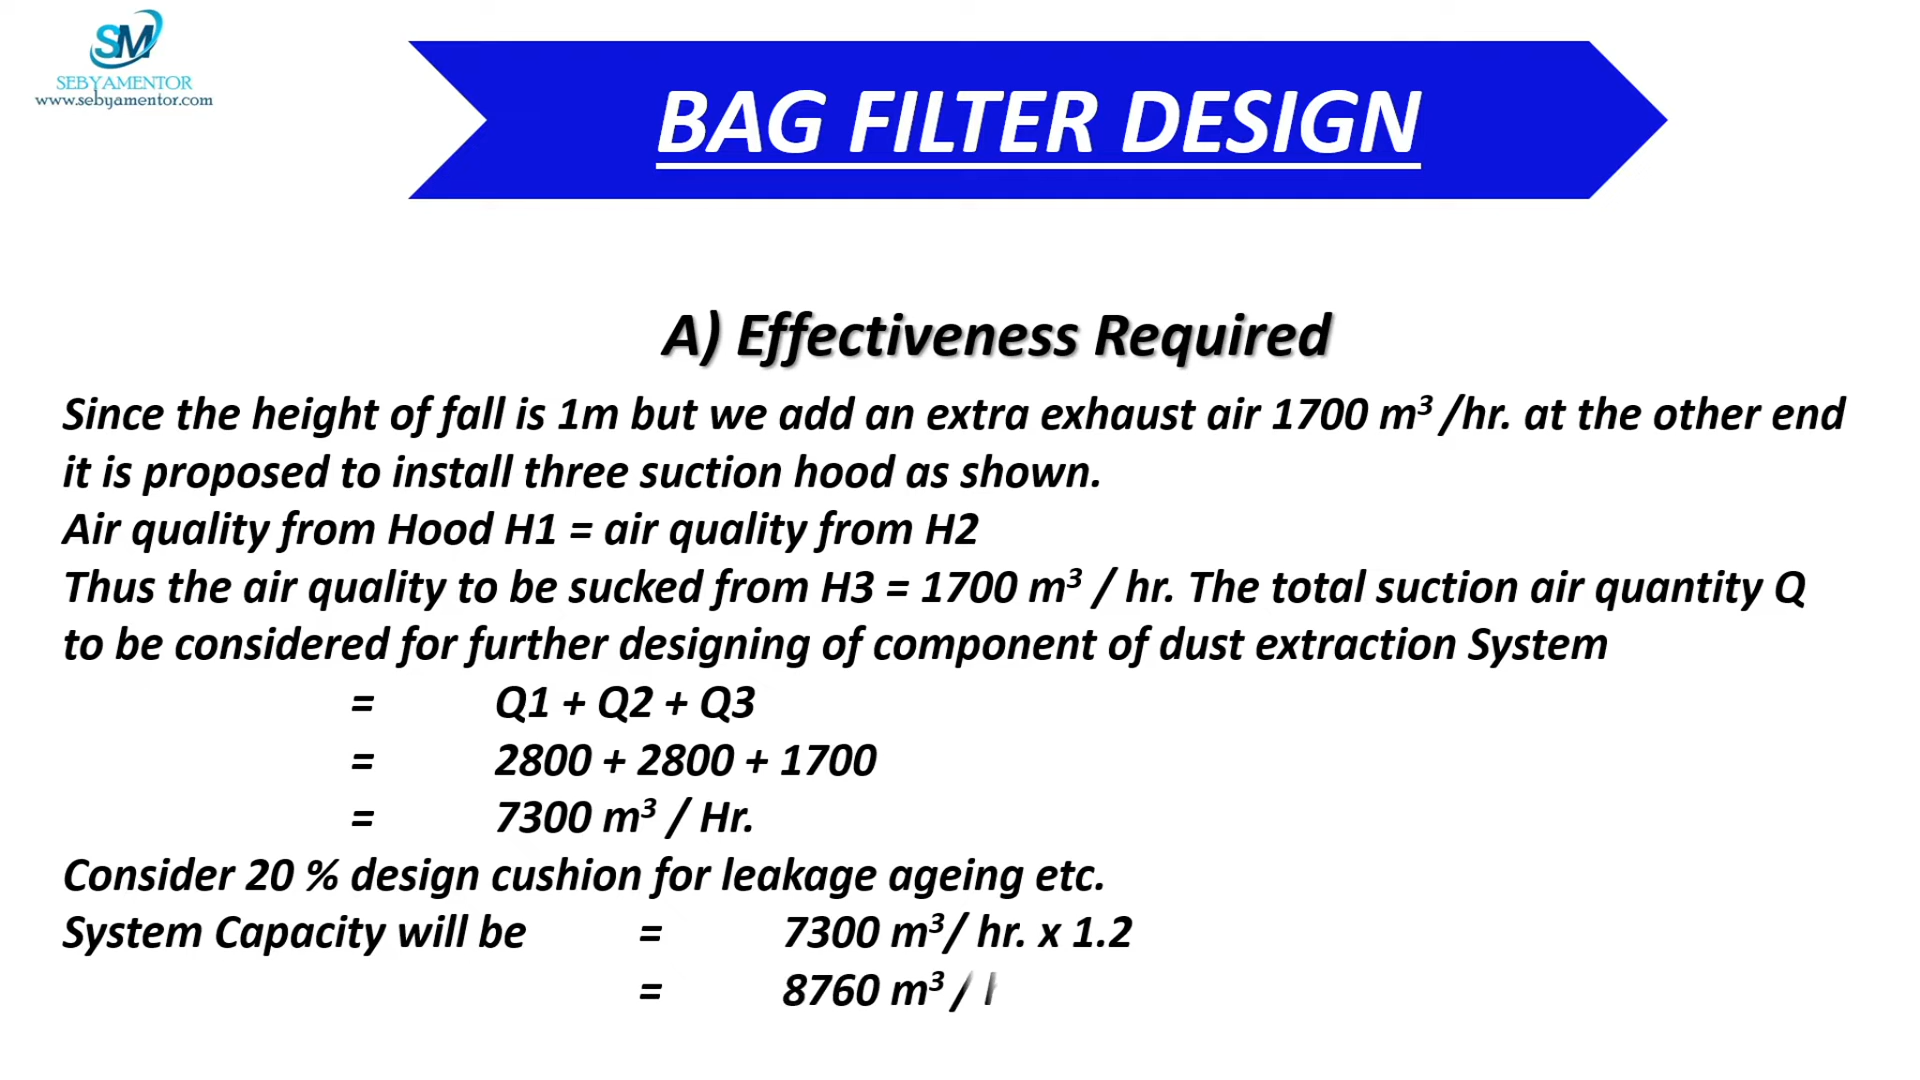 SM
SEBYAMENTOR
www.sebyamentor.com
BAG FILTER DESIGN
A) Effectiveness Required
Since the height of fall is 1m but we add an extra exhaust air 1700 m³ /hr. at the other end
it is proposed to install three suction hood as shown.
Air quality from Hood H1 = air quality from H2
Thus the air quality to be sucked from H3 = 1700 m³ / hr. The total suction air quantity Q
to be considered for further designing of component of dust extraction System
= Q1 + Q2 + Q3
= 2800 + 2800 + 1700
= 7300 m³ / Hr.
Consider 20 % design cushion for leakage ageing etc.
System Capacity will be = 7300 m³/ hr. x 1.2
= 8760 m³ /